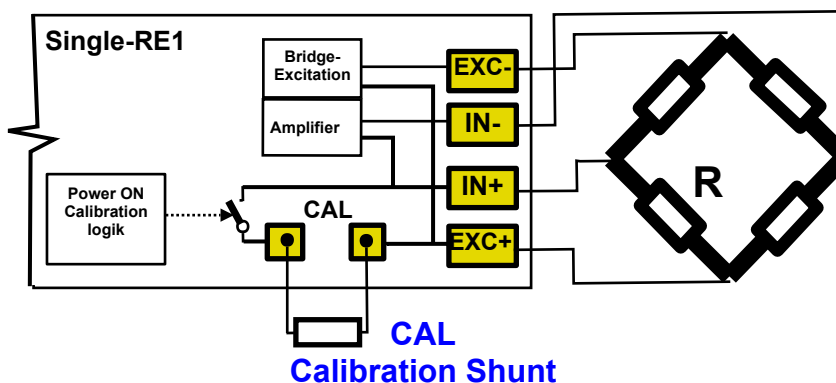 Single-RE1
Bridge-
Excitation
EXC-
IN-
Amplifier
IN+
R
Power ON
Calibration
logik
CAL
EXC+
CAL
Calibration Shunt